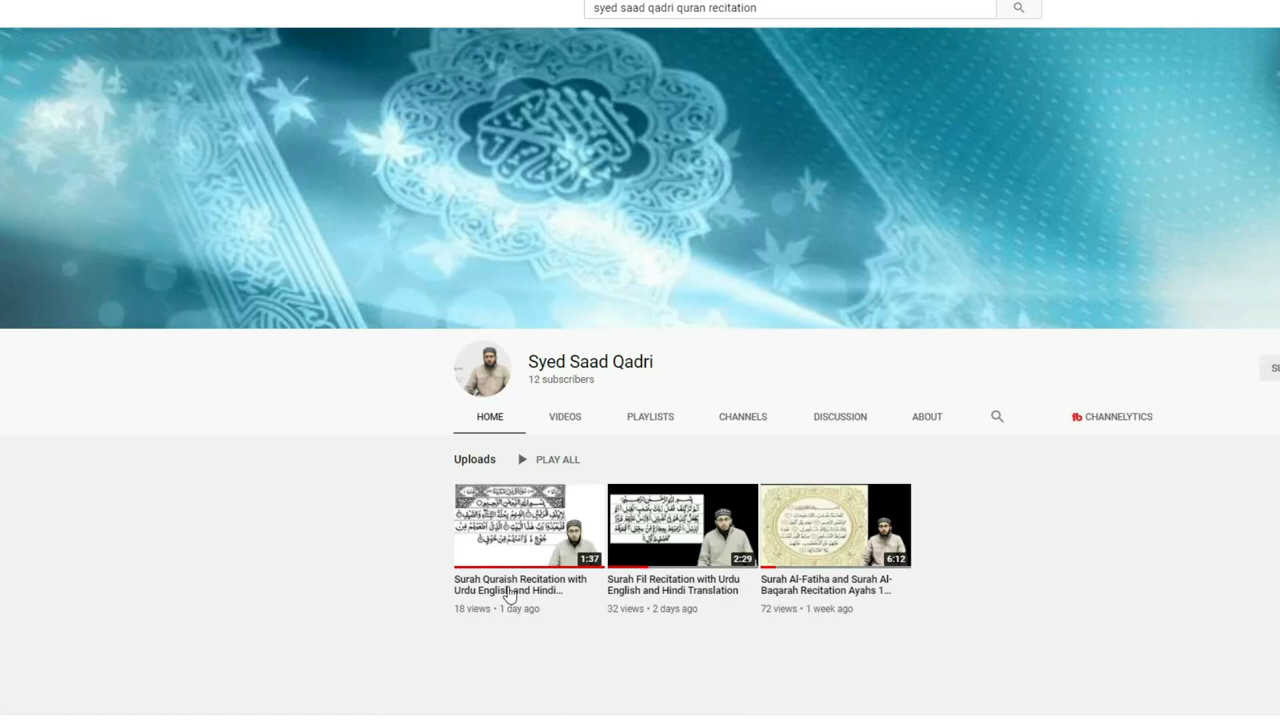 syed saad qadri quran recitation
Syed Saad Qadri
12 subscribers
HOME
VIDEOS
PLAYLISTS
CHANNELS
DISCUSSION
ABOUT
CHANNELYTICS
Uploads
PLAY ALL
1:37
2:29
6:12
Surah Quraish Recitation with
Urdu English and Hindi...
18 views • 1 day ago
Surah Fil Recitation with Urdu
English and Hindi Translation
32 views • 2 days ago
Surah Al-Fatiha and Surah Al-
Baqarah Recitation Ayahs 1...
72 views • 1 week ago